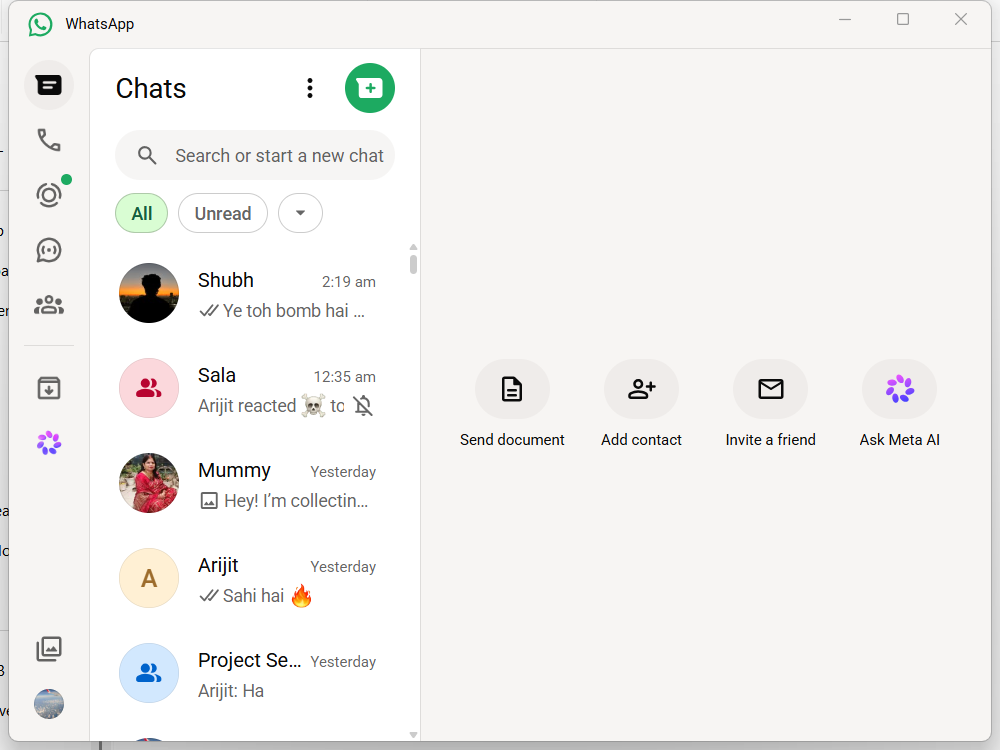 WhatsApp
Chats
Search or start a new chat
All
Unread
Shubh
2:19 am
Ye toh bomb hai ...
Sala
12:35 am
Arijit reacted ☠️ to
Mummy
Yesterday
Hey! I’m collectin...
A
Arijit
Yesterday
Sahi hai 🔥
Project Se...
Yesterday
Arijit: Ha
Send document
Add contact
Invite a friend
Ask Meta AI